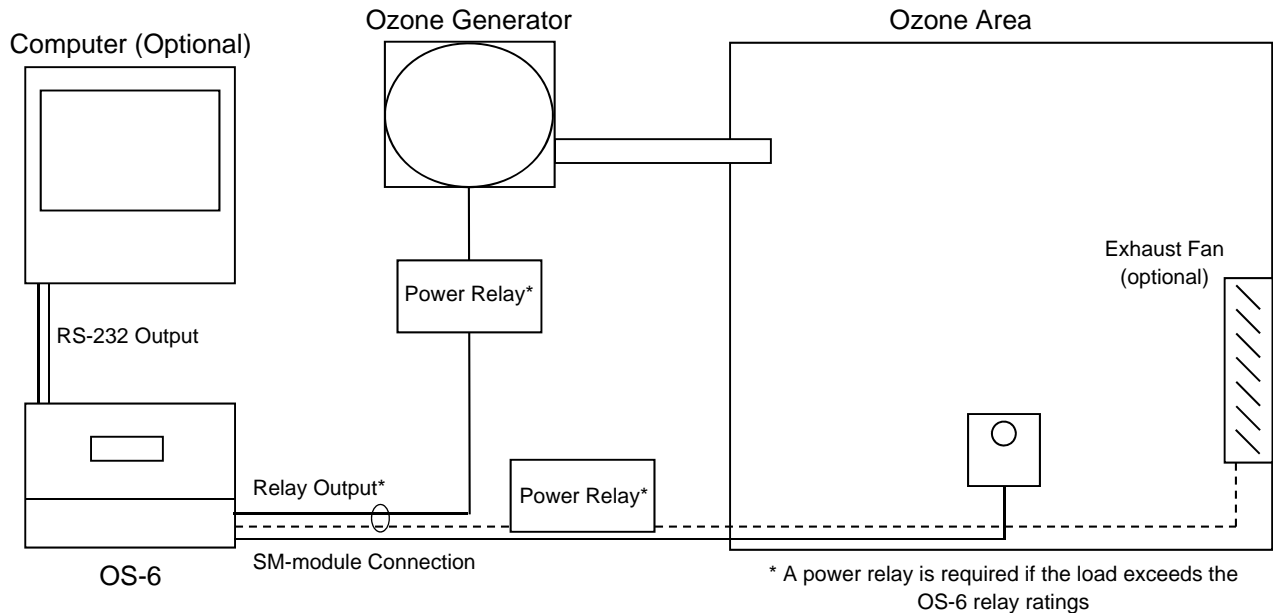 Ozone Generator
Ozone Area
Computer (Optional)
Exhaust Fan
(optional)
Power Relay*
RS-232 Output
Relay Output*
Power Relay*
SM-module Connection
OS-6
* A power relay is required if the load exceeds the
OS-6 relay ratings